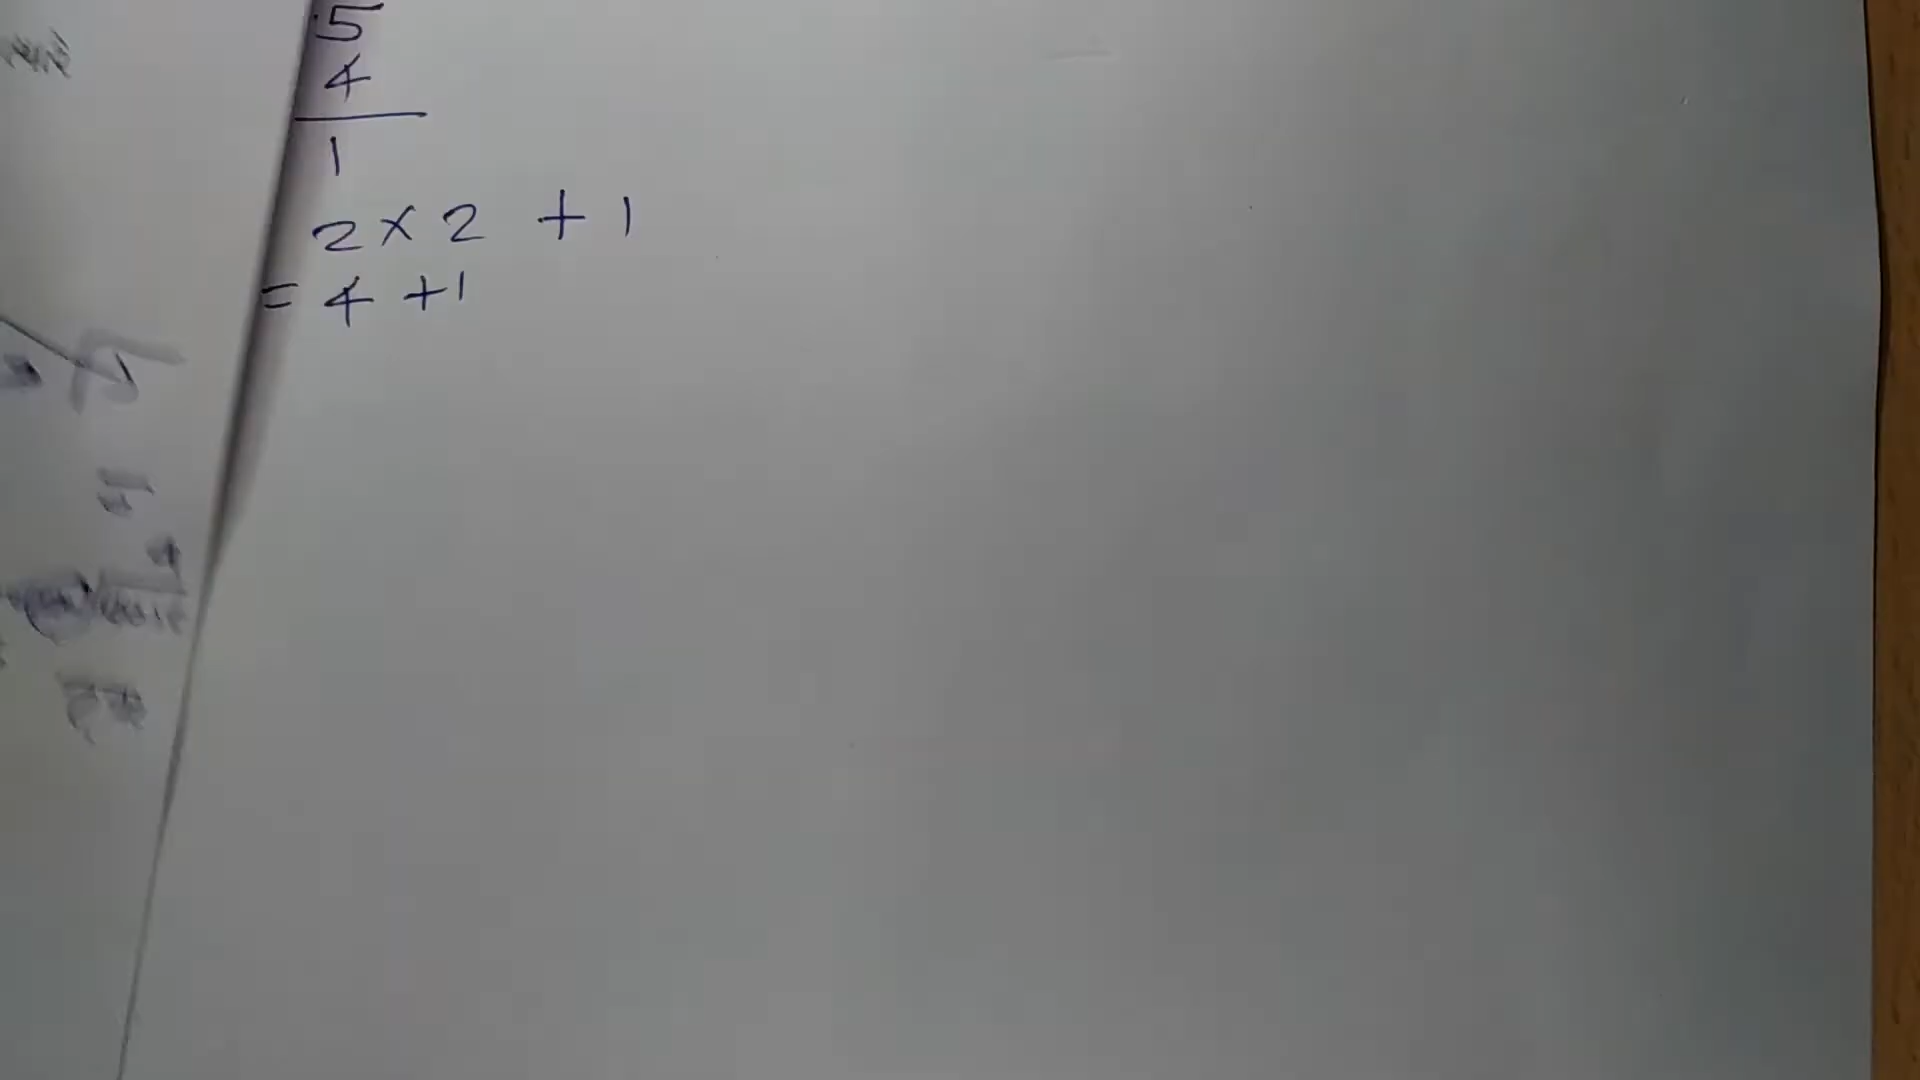 5
4
1
2 × 2 + 1
= 4 + 1